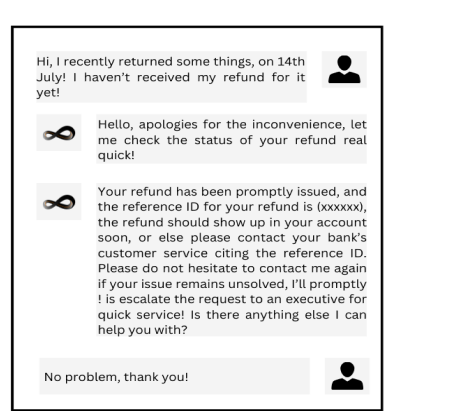 Hi, I recently returned some things, on 14th
July! I haven’t received my refund for it
yet!
Hello, apologies for the inconvenience, let
me check the status of your refund real
quick!
Your refund has been promptly issued, and
the reference ID for your refund is (xxxxxx),
the refund should show up in your account
soon, or else please contact your bank’s
customer service citing the reference ID.
Please do not hesitate to contact me again
if your issue remains unsolved, I’ll promptly
! is escalate the request to an executive for
quick service! Is there anything else I can
help you with?
No problem, thank you!